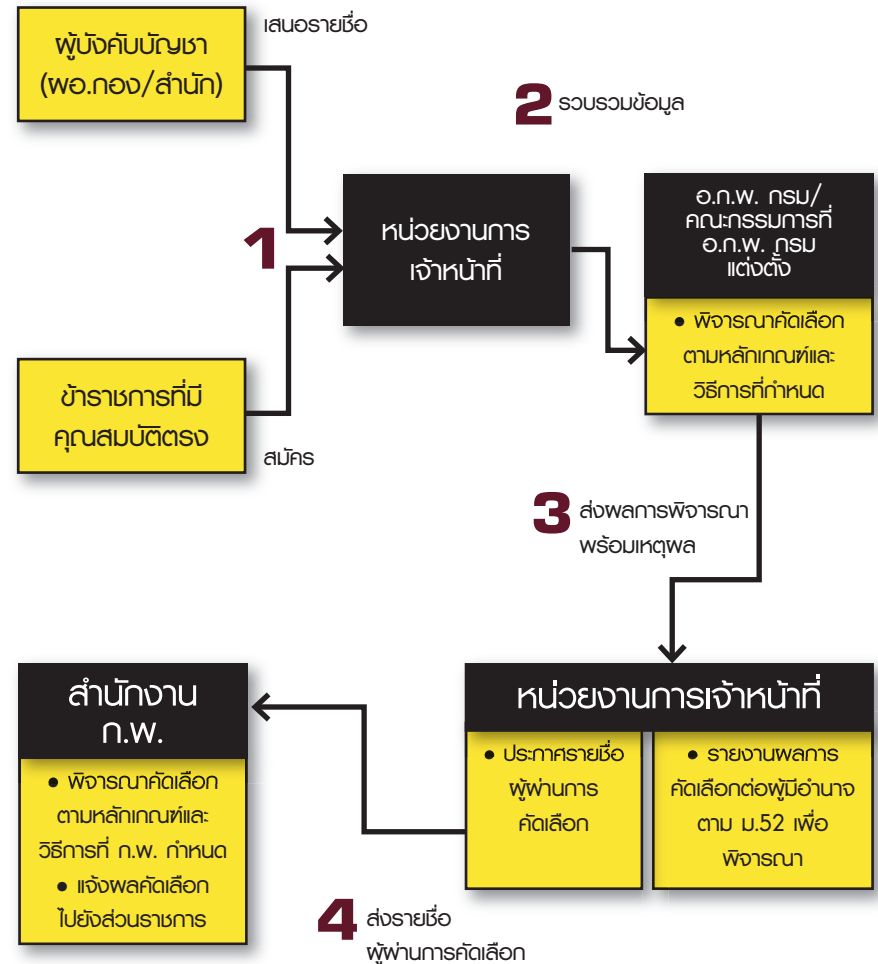 ผู้บังคับบัญชา
(ผอ.กอง/สำนัก)
เสนอรายชื่อ
1
ข้าราชการที่มี
คุณสมบัติตรง
สมัคร
หน่วยงานการ
เจ้าหน้าที่
2 รวบรวมข้อมูล
อ.ก.พ. กรม/
คณะกรรมการที่
อ.ก.พ. กรม
แต่งตั้ง
• พิจารณาคัดเลือก
ตามหลักเกณฑ์และ
วิธีการที่กำหนด
3 ส่งผลการพิจารณา
พร้อมเหตุผล
หน่วยงานการเจ้าหน้าที่
• ประกาศรายชื่อ
ผู้ผ่านการ
คัดเลือก
• รายงานผลการ
คัดเลือกต่อผู้มีอำนาจ
ตาม ม.52 เพื่อ
พิจารณา
4 ส่งรายชื่อ
ผู้ผ่านการคัดเลือก
สำนักงาน
ก.พ.
• พิจารณาคัดเลือก
ตามหลักเกณฑ์และ
วิธีการที่ ก.พ. กำหนด
• แจ้งผลคัดเลือก
ไปยังส่วนราชการ